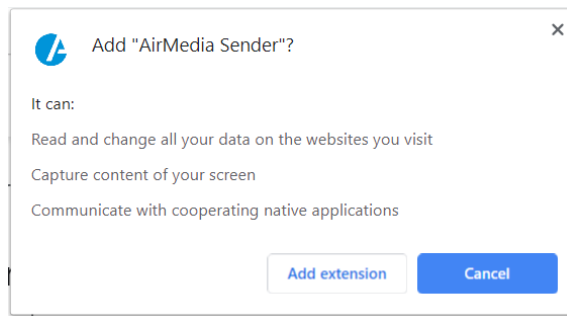 Add "AirMedia Sender"?
It can:
Read and change all your data on the websites you visit
Capture content of your screen
Communicate with cooperating native applications
Add extension
Cancel